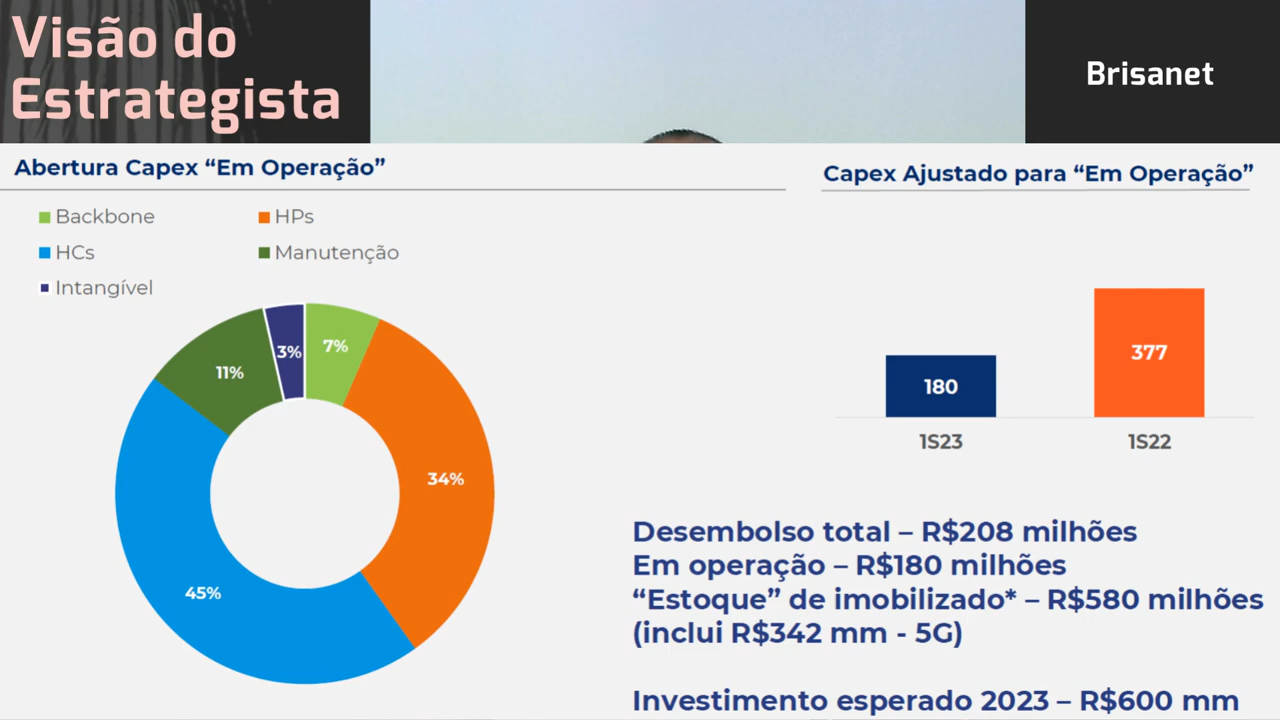 Visão do
Estrategista
Brisanet
Abertura Capex “Em Operação”
Backbone
HPs
HCs
Manutenção
Intangível
3%
7%
11%
34%
45%
Capex Ajustado para “Em Operação”
180
377
1S23
1S22
Desembolso total – R$208 milhões
Em operação – R$180 milhões
“Estoque” de imobilizado* – R$580 milhões
(inclui R$342 mm - 5G)
Investimento esperado 2023 – R$600 mm